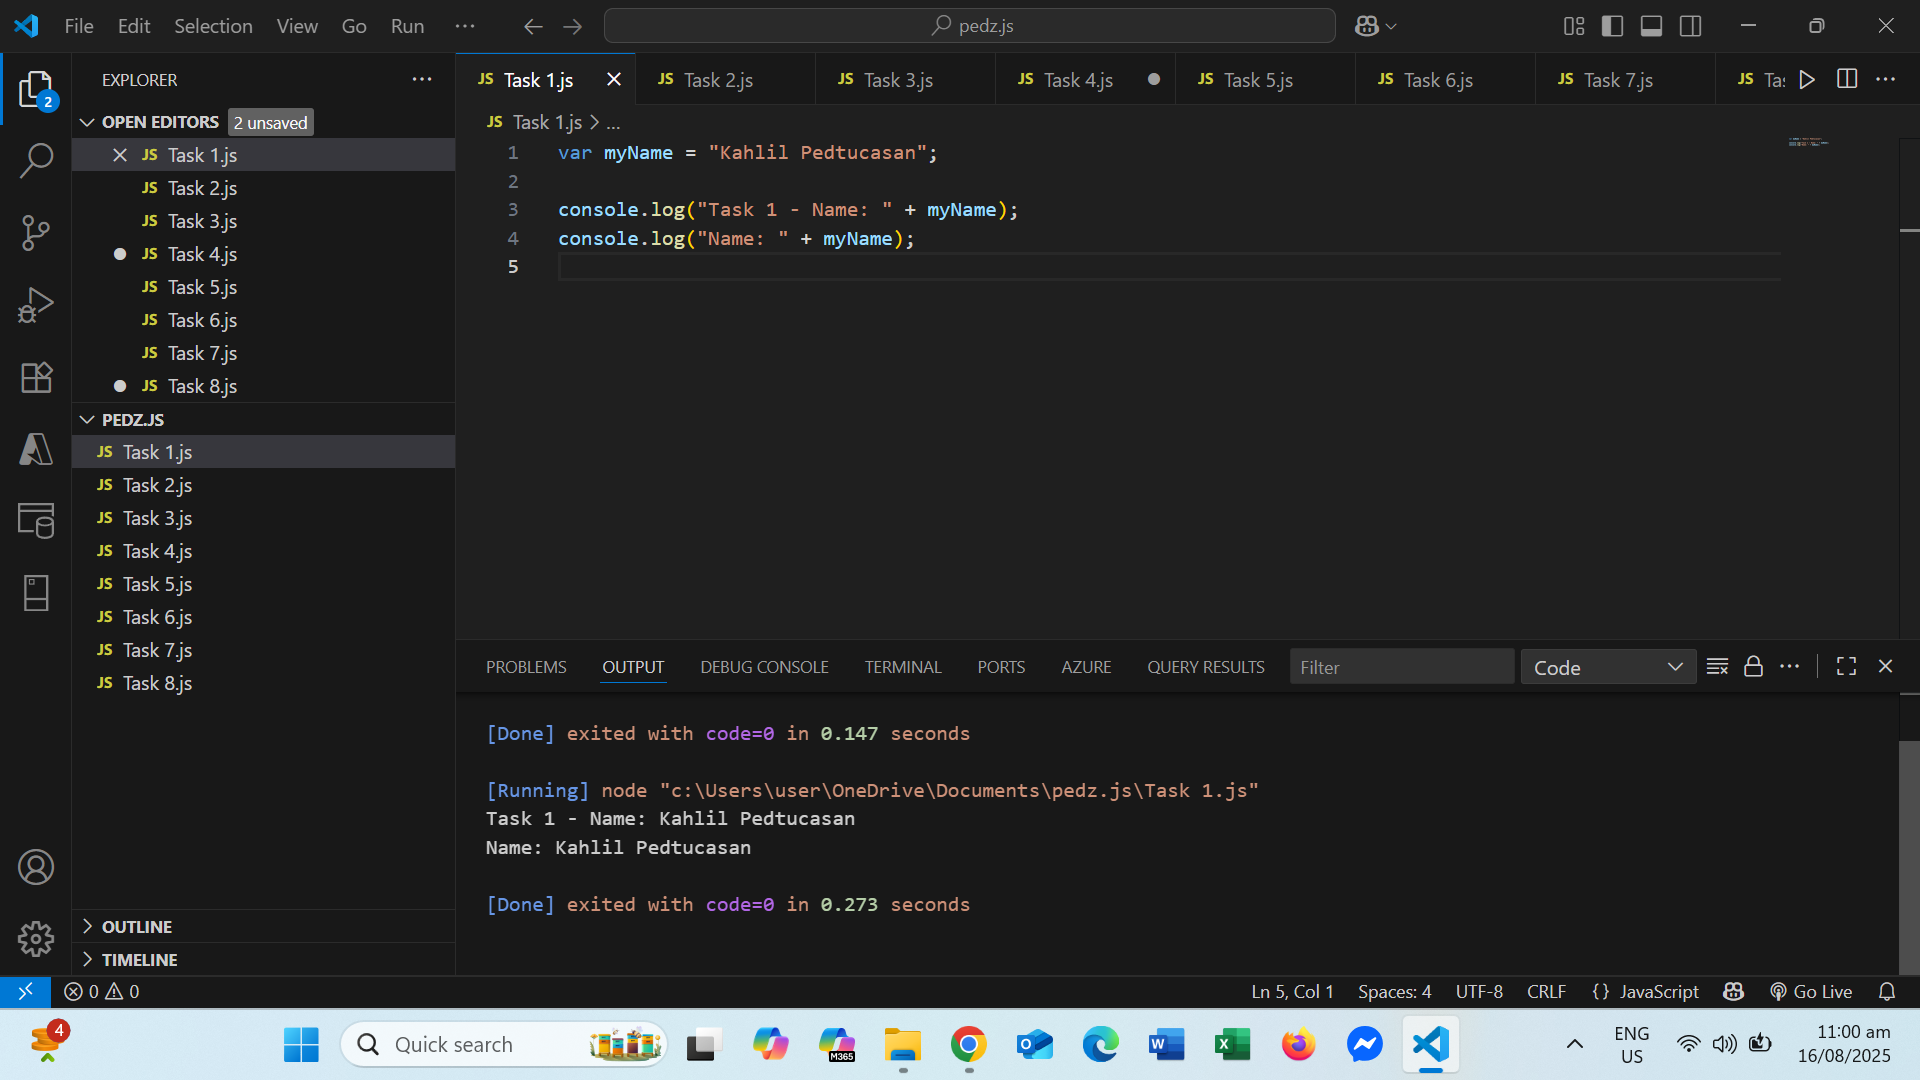 File Edit Selection View Go Run ··· pedz.js
EXPLORER ···
OPEN EDITORS 2 unsaved
JS Task 1.js
JS Task 2.js
JS Task 3.js
JS Task 4.js
JS Task 5.js
JS Task 6.js
JS Task 7.js
JS Task 8.js
PEDZ.JS
JS Task 1.js
JS Task 2.js
JS Task 3.js
JS Task 4.js
JS Task 5.js
JS Task 6.js
JS Task 7.js
JS Task 8.js
OUTLINE
TIMELINE
2
JS Task 1.js JS Task 2.js JS Task 3.js JS Task 4.js JS Task 5.js JS Task 6.js JS Task 7.js JS Tas
JS Task 1.js > ...
1 var myName = "Kahlil Pedtucasan";
2
3 console.log("Task 1 - Name: " + myName);
4 console.log("Name: " + myName);
5
PROBLEMS OUTPUT DEBUG CONSOLE TERMINAL PORTS AZURE QUERY RESULTS Filter Code
[Done] exited with code=0 in 0.147 seconds
[Running] node "c:\Users\user\OneDrive\Documents\pedz.js\Task 1.js"
Task 1 - Name: Kahlil Pedtucasan
Name: Kahlil Pedtucasan
[Done] exited with code=0 in 0.273 seconds
0 0 Ln 5, Col 1 Spaces: 4 UTF-8 CRLF {} JavaScript Go Live
4 Quick search M365 W X ENG 11:00 am
US 16/08/2025